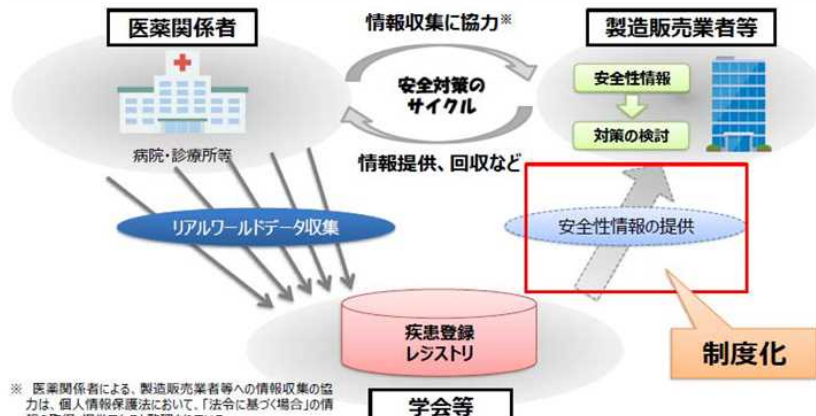 医薬関係者
情報収集に協力※
製造販売業者等
安全対策の
サイクル
安全性情報
対策の検討
病院・診療所等
情報提供、回収など
リアルワールドデータ収集
安全性情報の提供
疾患登録
レジストリ
制度化
学会等
※ 医薬関係者による、製造販売業者等への情報収集の協
力は、個人情報保護法において、「法令に基づく場合」の情